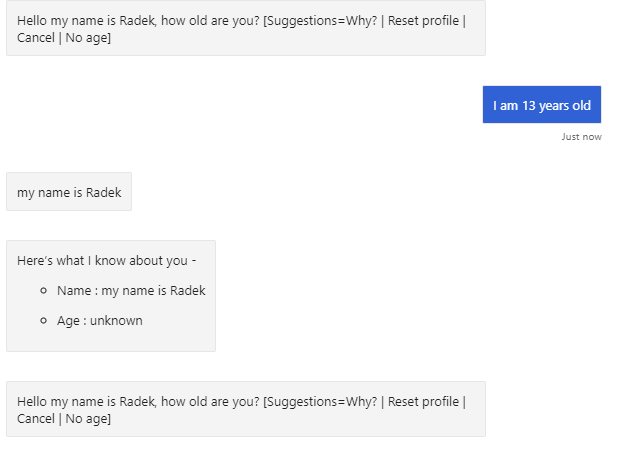 Hello my name is Radek, how old are you? [Suggestions=Why? | Reset profile |
Cancel | No age]
I am 13 years old
Just now
my name is Radek
Here's what I know about you -
Name : my name is Radek
Age : unknown
Hello my name is Radek, how old are you? [Suggestions=Why? | Reset profile |
Cancel | No age]